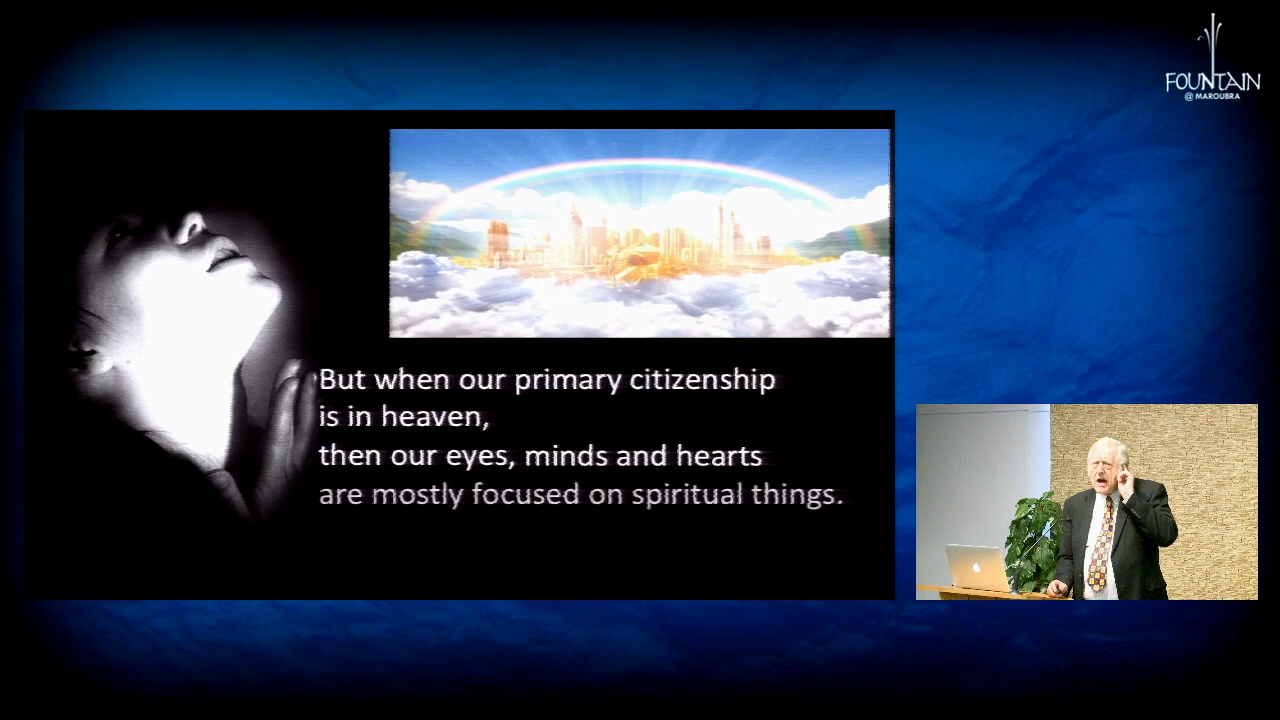 FOUNTAIN
@ MAROUBRA
But when our primary citizenship
is in heaven,
then our eyes, minds and hearts
are mostly focused on spiritual things.